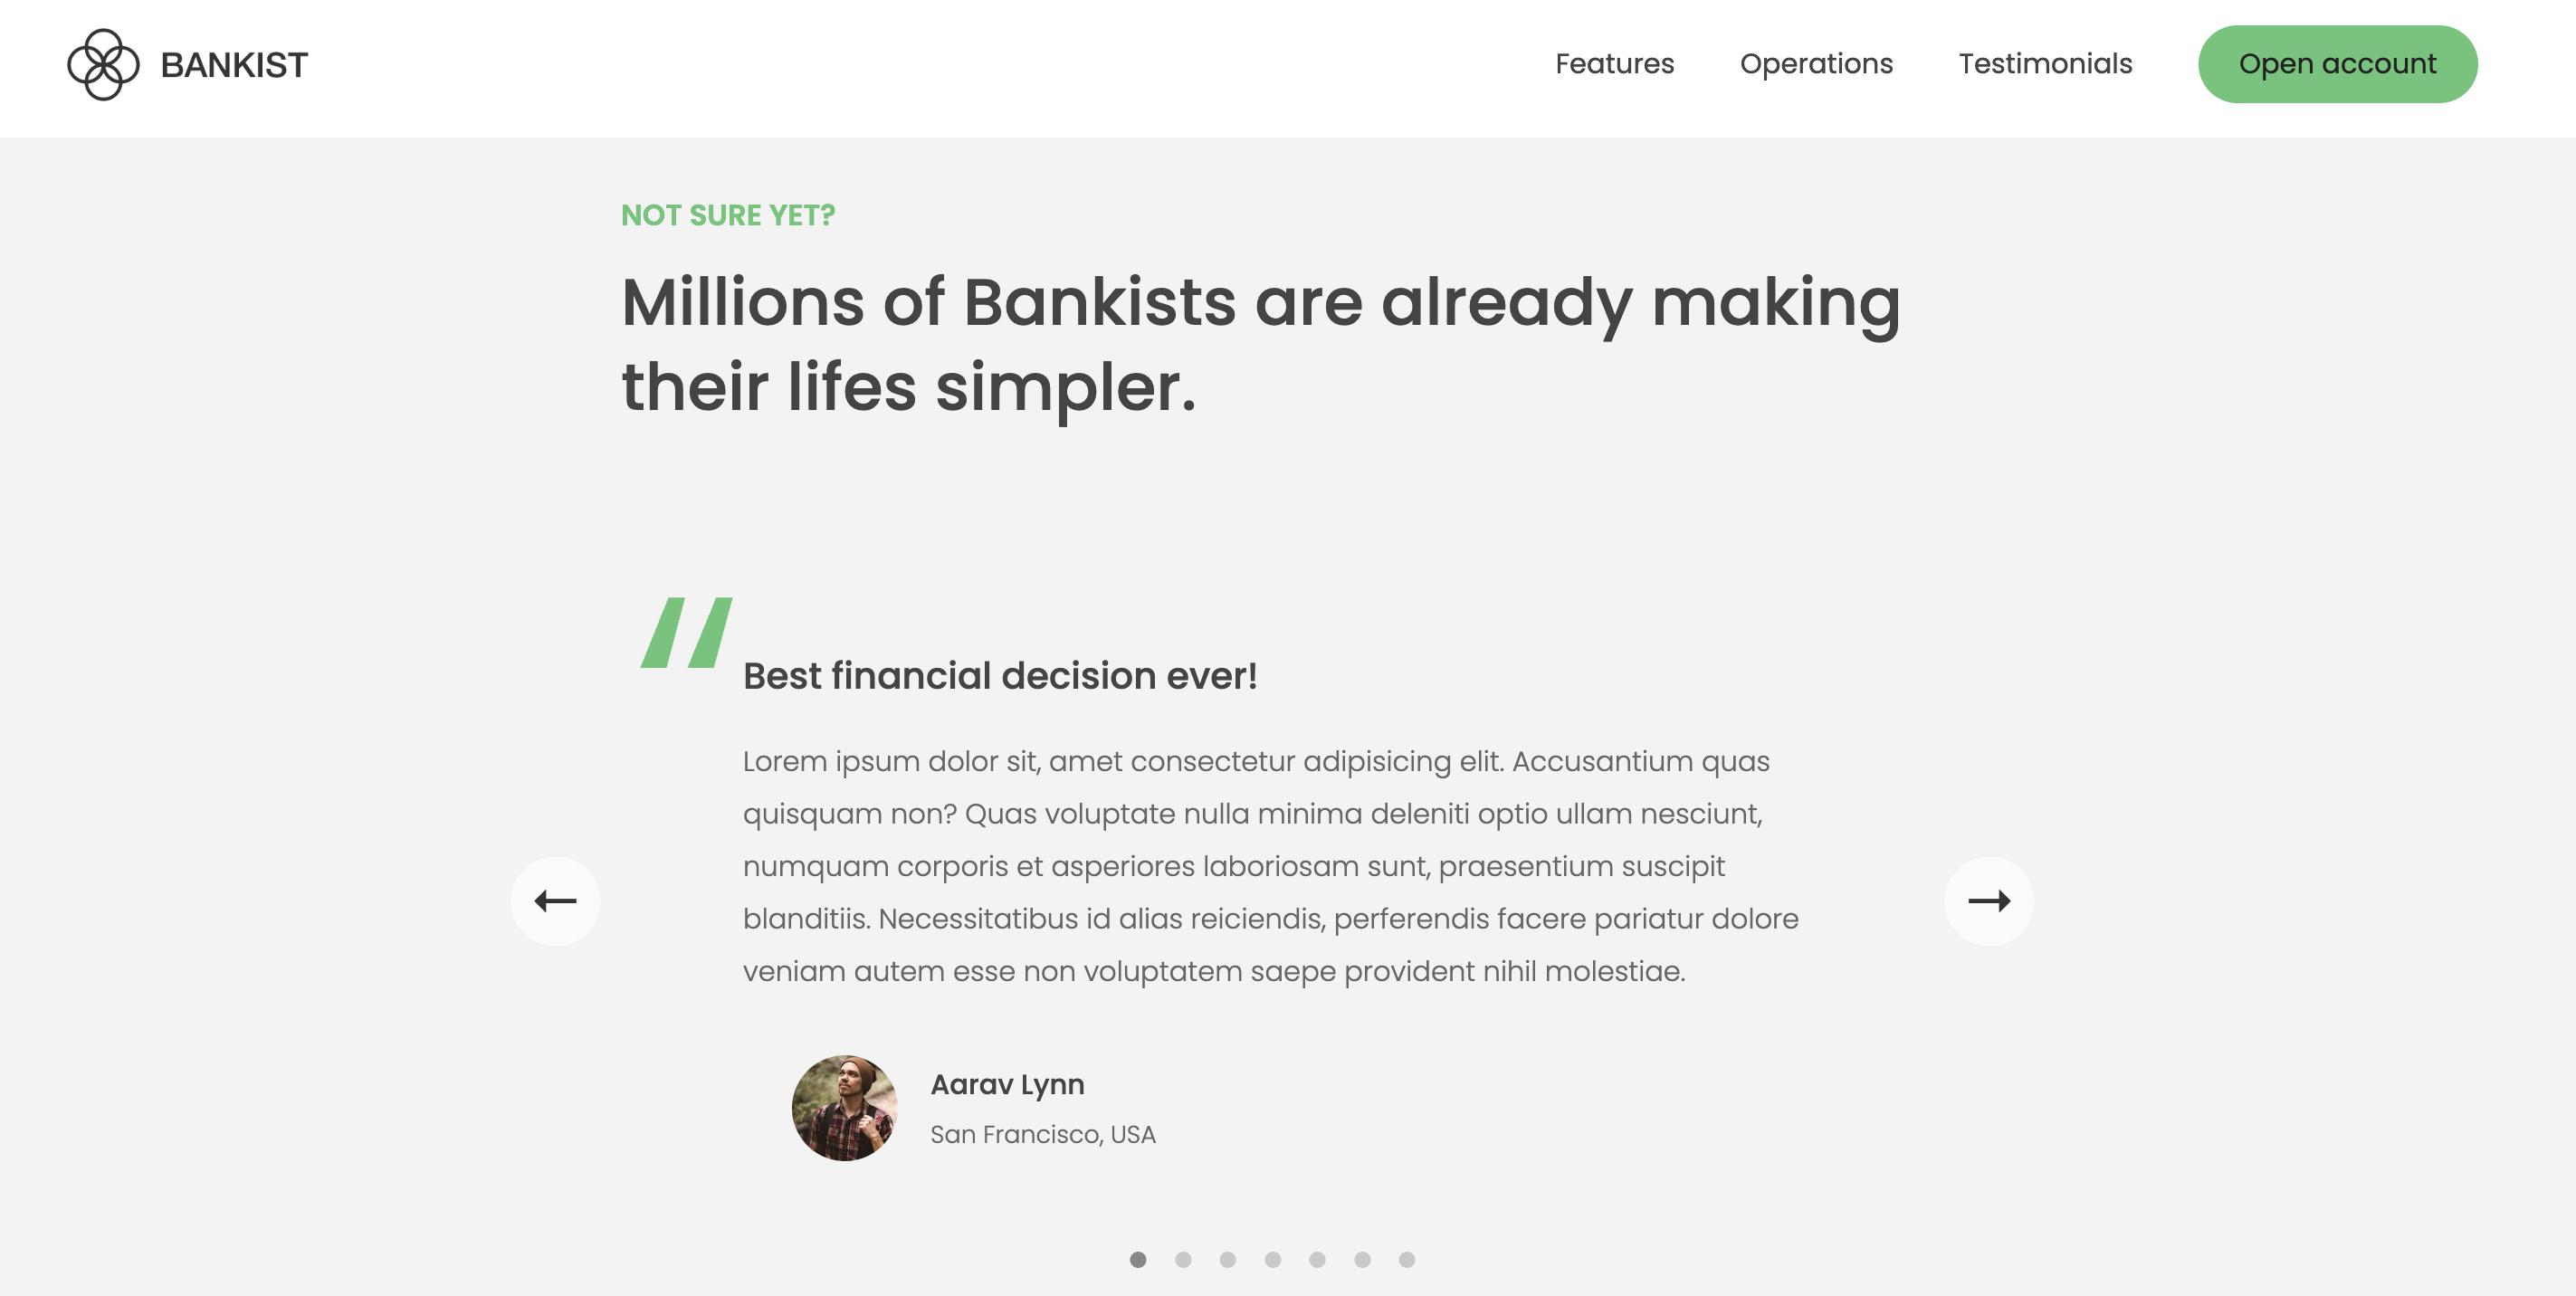 BANKIST
Features
Operations
Testimonials
Open account
NOT SURE YET?
Millions of Bankists are already making
their lifes simpler.
“
Best financial decision ever!
Lorem ipsum dolor sit, amet consectetur adipisicing elit. Accusantium quas
quisquam non? Quas voluptate nulla minima deleniti optio ullam nesciunt,
numquam corporis et asperiores laboriosam sunt, praesentium suscipit
blanditiis. Necessitatibus id alias reiciendis, perferendis facere pariatur dolore
veniam autem esse non voluptatem saepe provident nihil molestiae.
Aarav Lynn
San Francisco, USA